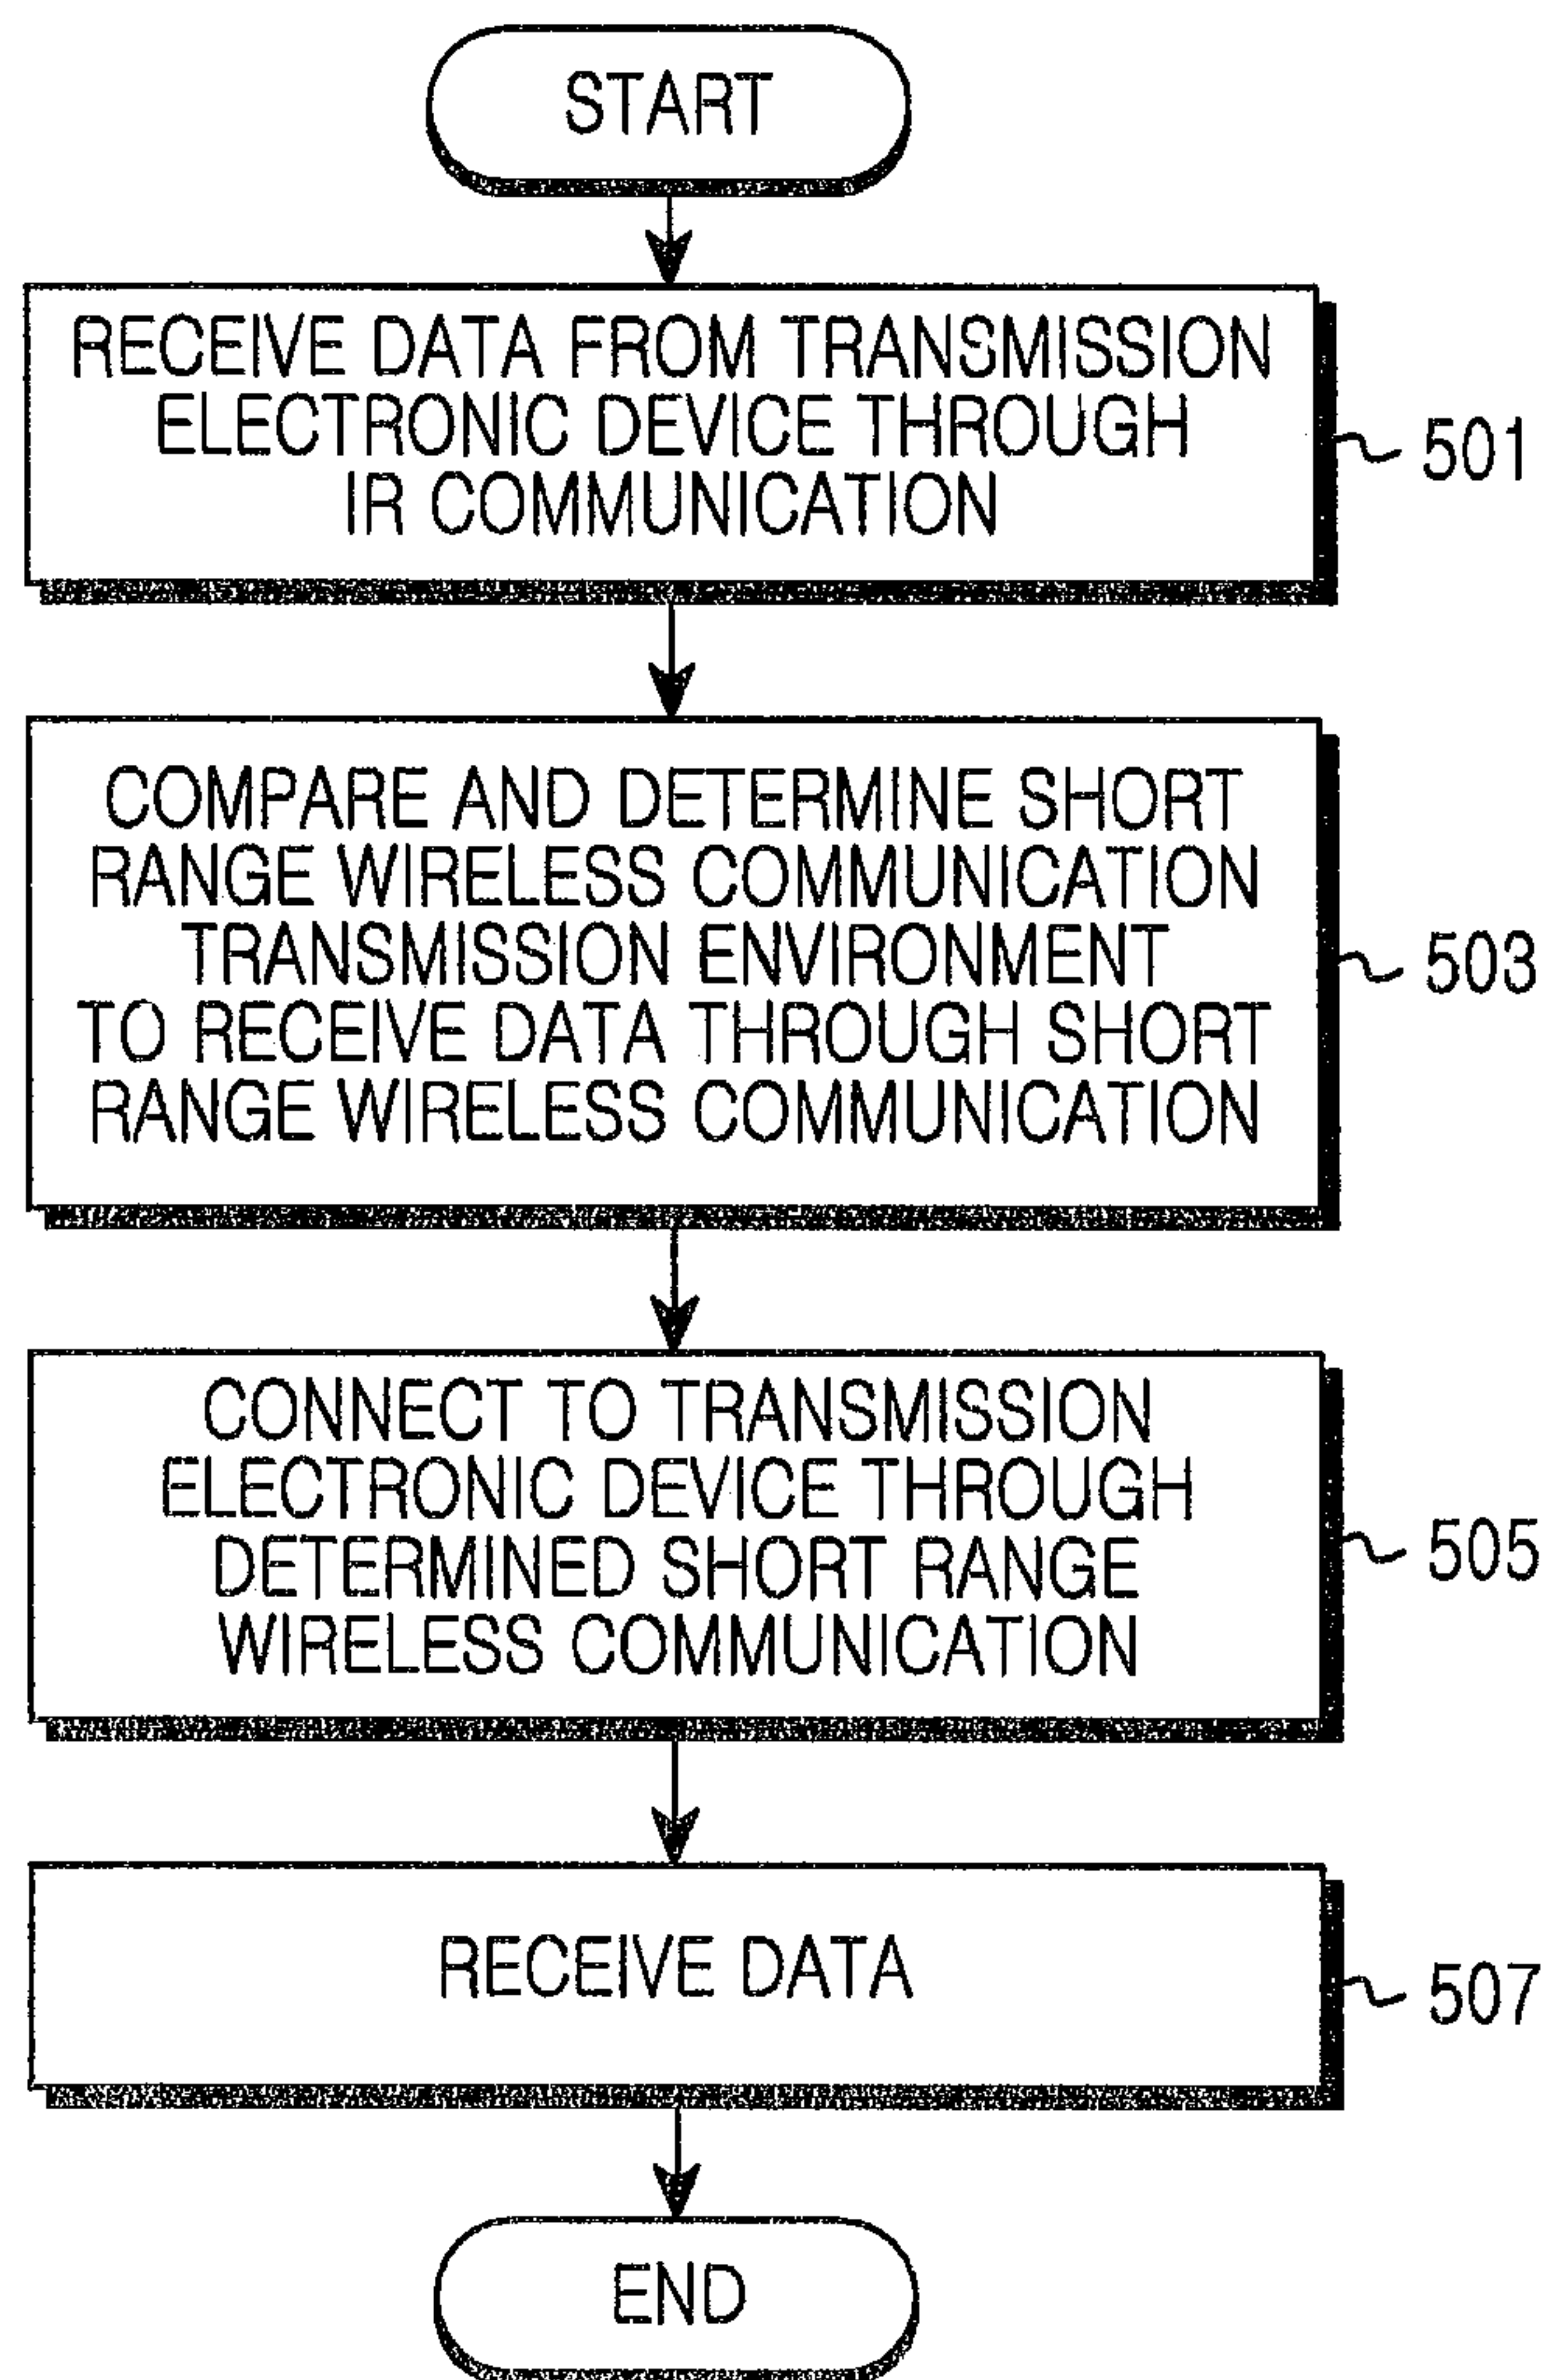 START
RECEIVE DATA FROM TRANSMISSION
ELECTRONIC DEVICE THROUGH
IR COMMUNICATION
501
COMPARE AND DETERMINE SHORT
RANGE WIRELESS COMMUNICATION
TRANSMISSION ENVIRONMENT
TO RECEIVE DATA THROUGH SHORT
RANGE WIRELESS COMMUNICATION
503
CONNECT TO TRANSMISSION
ELECTRONIC DEVICE THROUGH
DETERMINED SHORT RANGE
WIRELESS COMMUNICATION
505
RECEIVE DATA
507
END